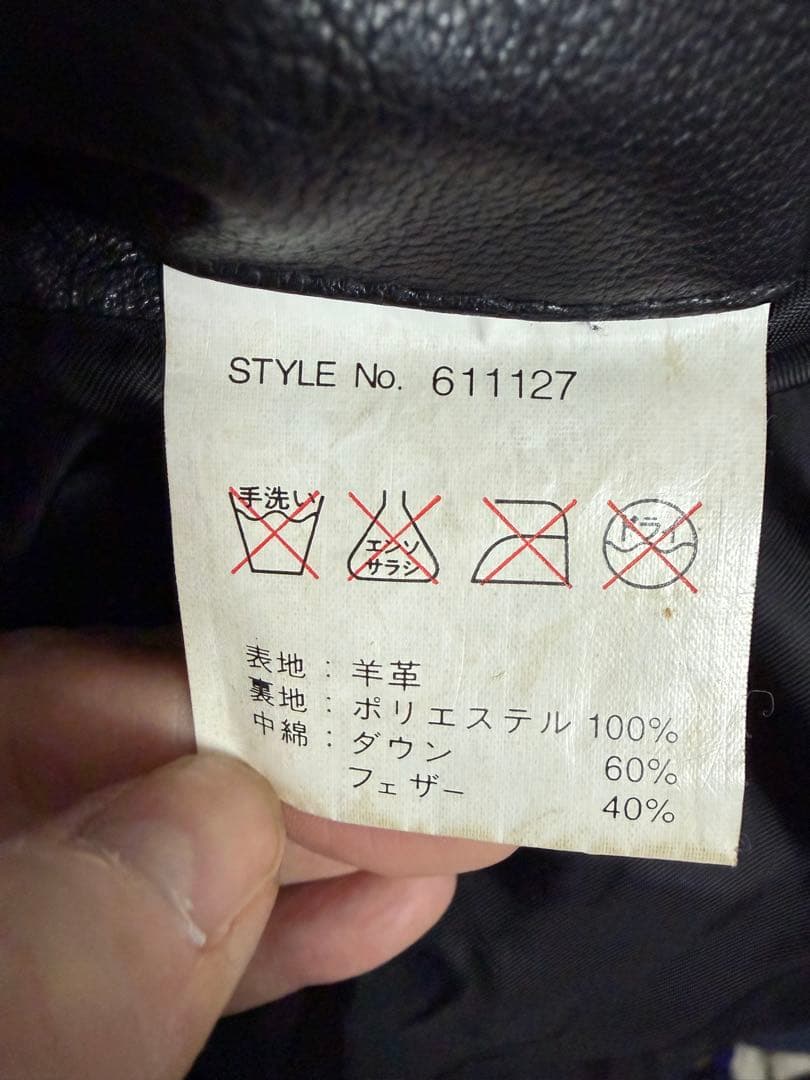 STYLE No. 611127
手洗い
エンソ
サラシ
ドライ
表地：羊革
裏地：ポリエステル 100%
中綿：ダウン 60%
フェザー 40%